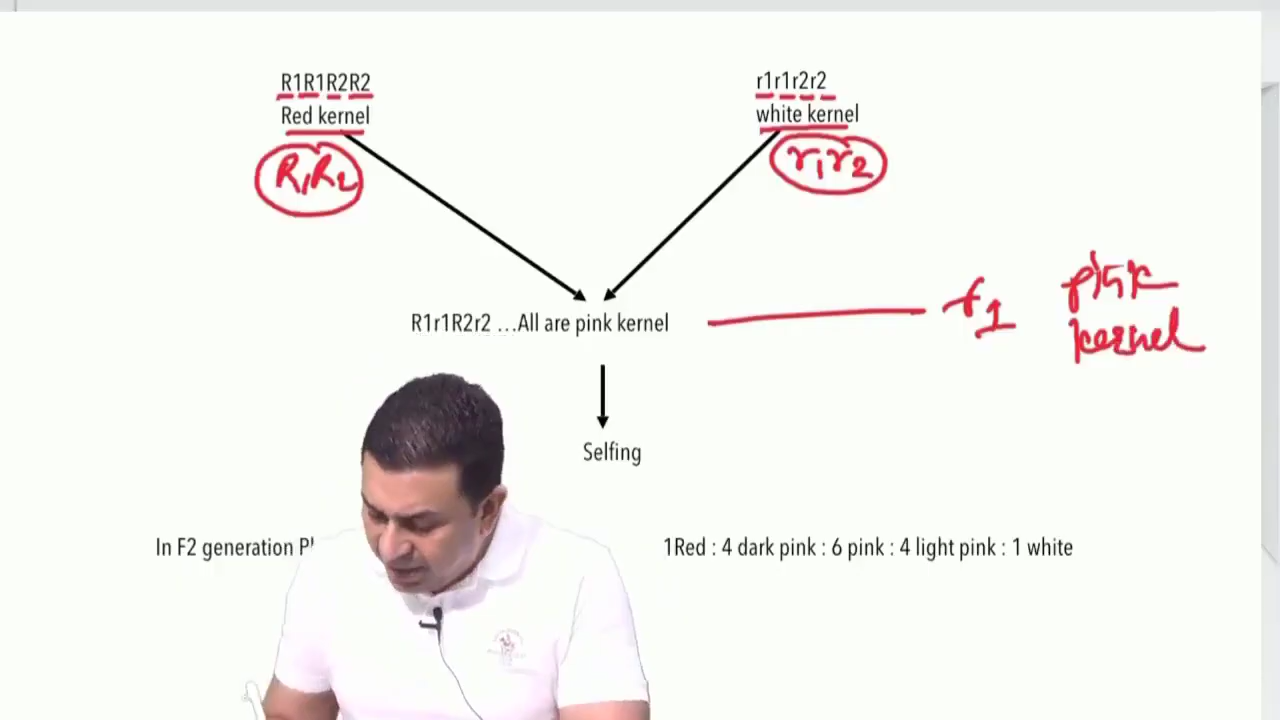 R1R1R2R2
Red kernel
R1R2
r1r1r2r2
white kernel
r1r2
R1r1R2r2 ...All are pink kernel
F1
pink
kernel
Selfing
In F2 generation
1Red : 4 dark pink : 6 pink : 4 light pink : 1 white